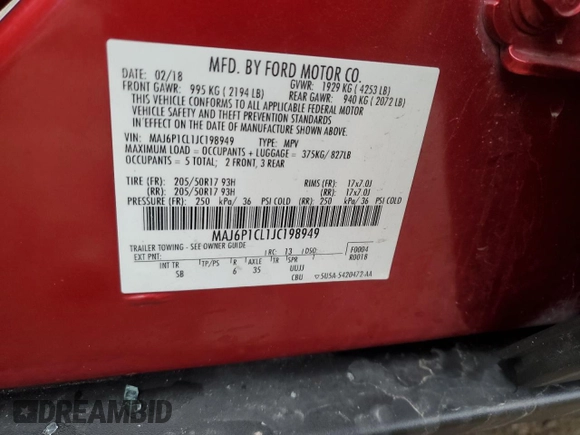 MFD. BY FORD MOTOR CO.
DATE: 02/18
GVWR: 1929 KG ( 4253 LB)
FRONT GAWR: 995 KG ( 2194 LB)
REAR GAWR: 940 KG ( 2072 LB)
THIS VEHICLE CONFORMS TO ALL APPLICABLE FEDERAL MOTOR
VEHICLE SAFETY AND THEFT PREVENTION STANDARDS
IN EFFECT ON THE DATE OF MANUFACTURE SHOWN ABOVE.
VIN: MAJ6P1CL1JC198949 TYPE: MPV
MAXIMUM LOAD = OCCUPANTS + LUGGAGE = 375KG/ 827LB
OCCUPANTS = 5 TOTAL; 2 FRONT, 3 REAR
TIRE (FR): 205/50R17 93H RIMS (FR): 17x7.0J
(RR): 205/50R17 93H (RR): 17x7.0J
PRESSURE (FR): 250 kPa/ 36 PSI COLD (RR): 250 kPa/ 36 PSI COLD
MAJ6P1CL1JC198949
TRAILER TOWING - SEE OWNER GUIDE
EXT PNT: RC: 13 DSO: F0004
R0018
INT TR TP/PS R AXLE TR SPR
SB 6 35 UUJJ
CBU 5U5A-5420472-AA
DREAMBID